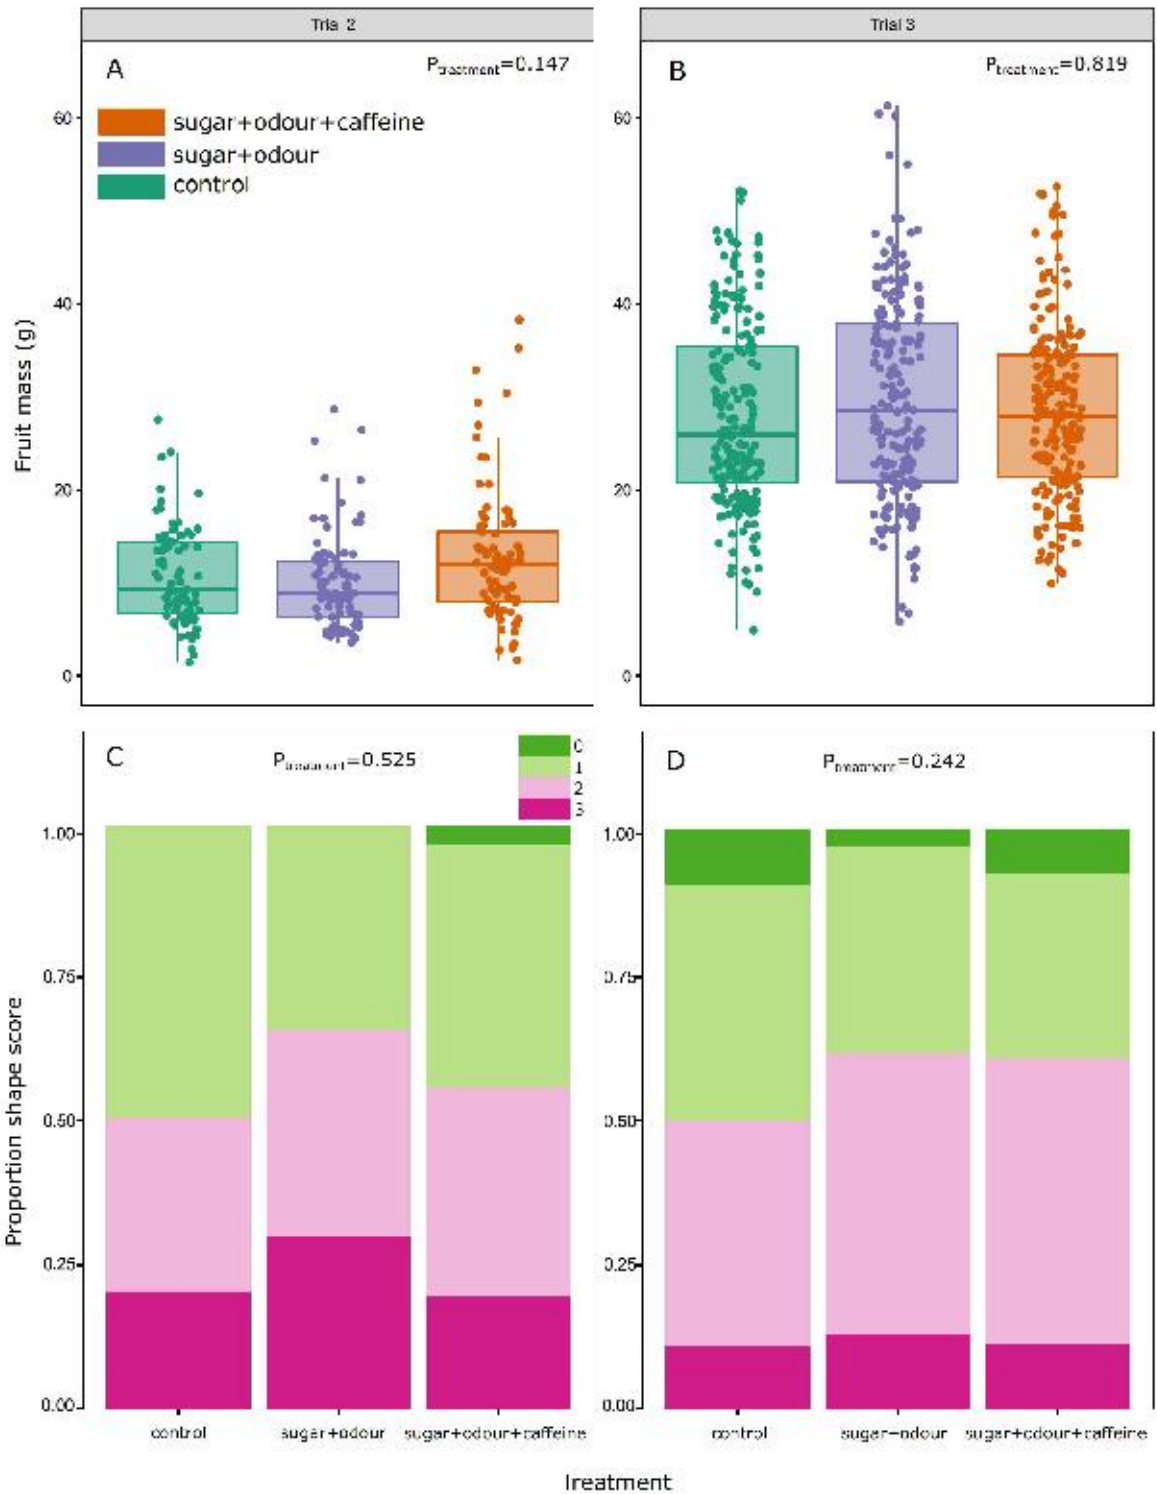 Trial 2
Trial 3
A
Ptreatment=0.147
B
Ptreatment=0.819
sugar+odour+caffeine
sugar+odour
control
60
40
20
0
60
40
20
0
Fruit mass (g)
C
Ptreatment=0.525
0
1
2
3
D
Ptreatment=0.242
1.00
0.75
0.50
0.25
0.00
1.00
0.75
0.50
0.25
0.00
Proportion shape score
control sugar+odour sugar+odour+caffeine
control sugar+odour sugar+odour+caffeine
Treatment